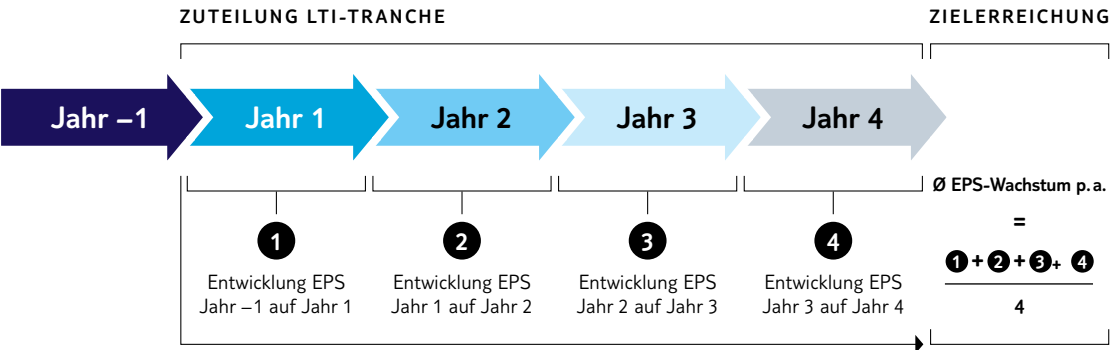 ZUTEILUNG LTI-TRANCHE
ZIELERREICHUNG
Jahr –1
Jahr 1
Jahr 2
Jahr 3
Jahr 4
1
Entwicklung EPS
Jahr –1 auf Jahr 1
2
Entwicklung EPS
Jahr 1 auf Jahr 2
3
Entwicklung EPS
Jahr 2 auf Jahr 3
4
Entwicklung EPS
Jahr 3 auf Jahr 4
Ø EPS-Wachstum p. a.
=
1 + 2 + 3 + 4
4